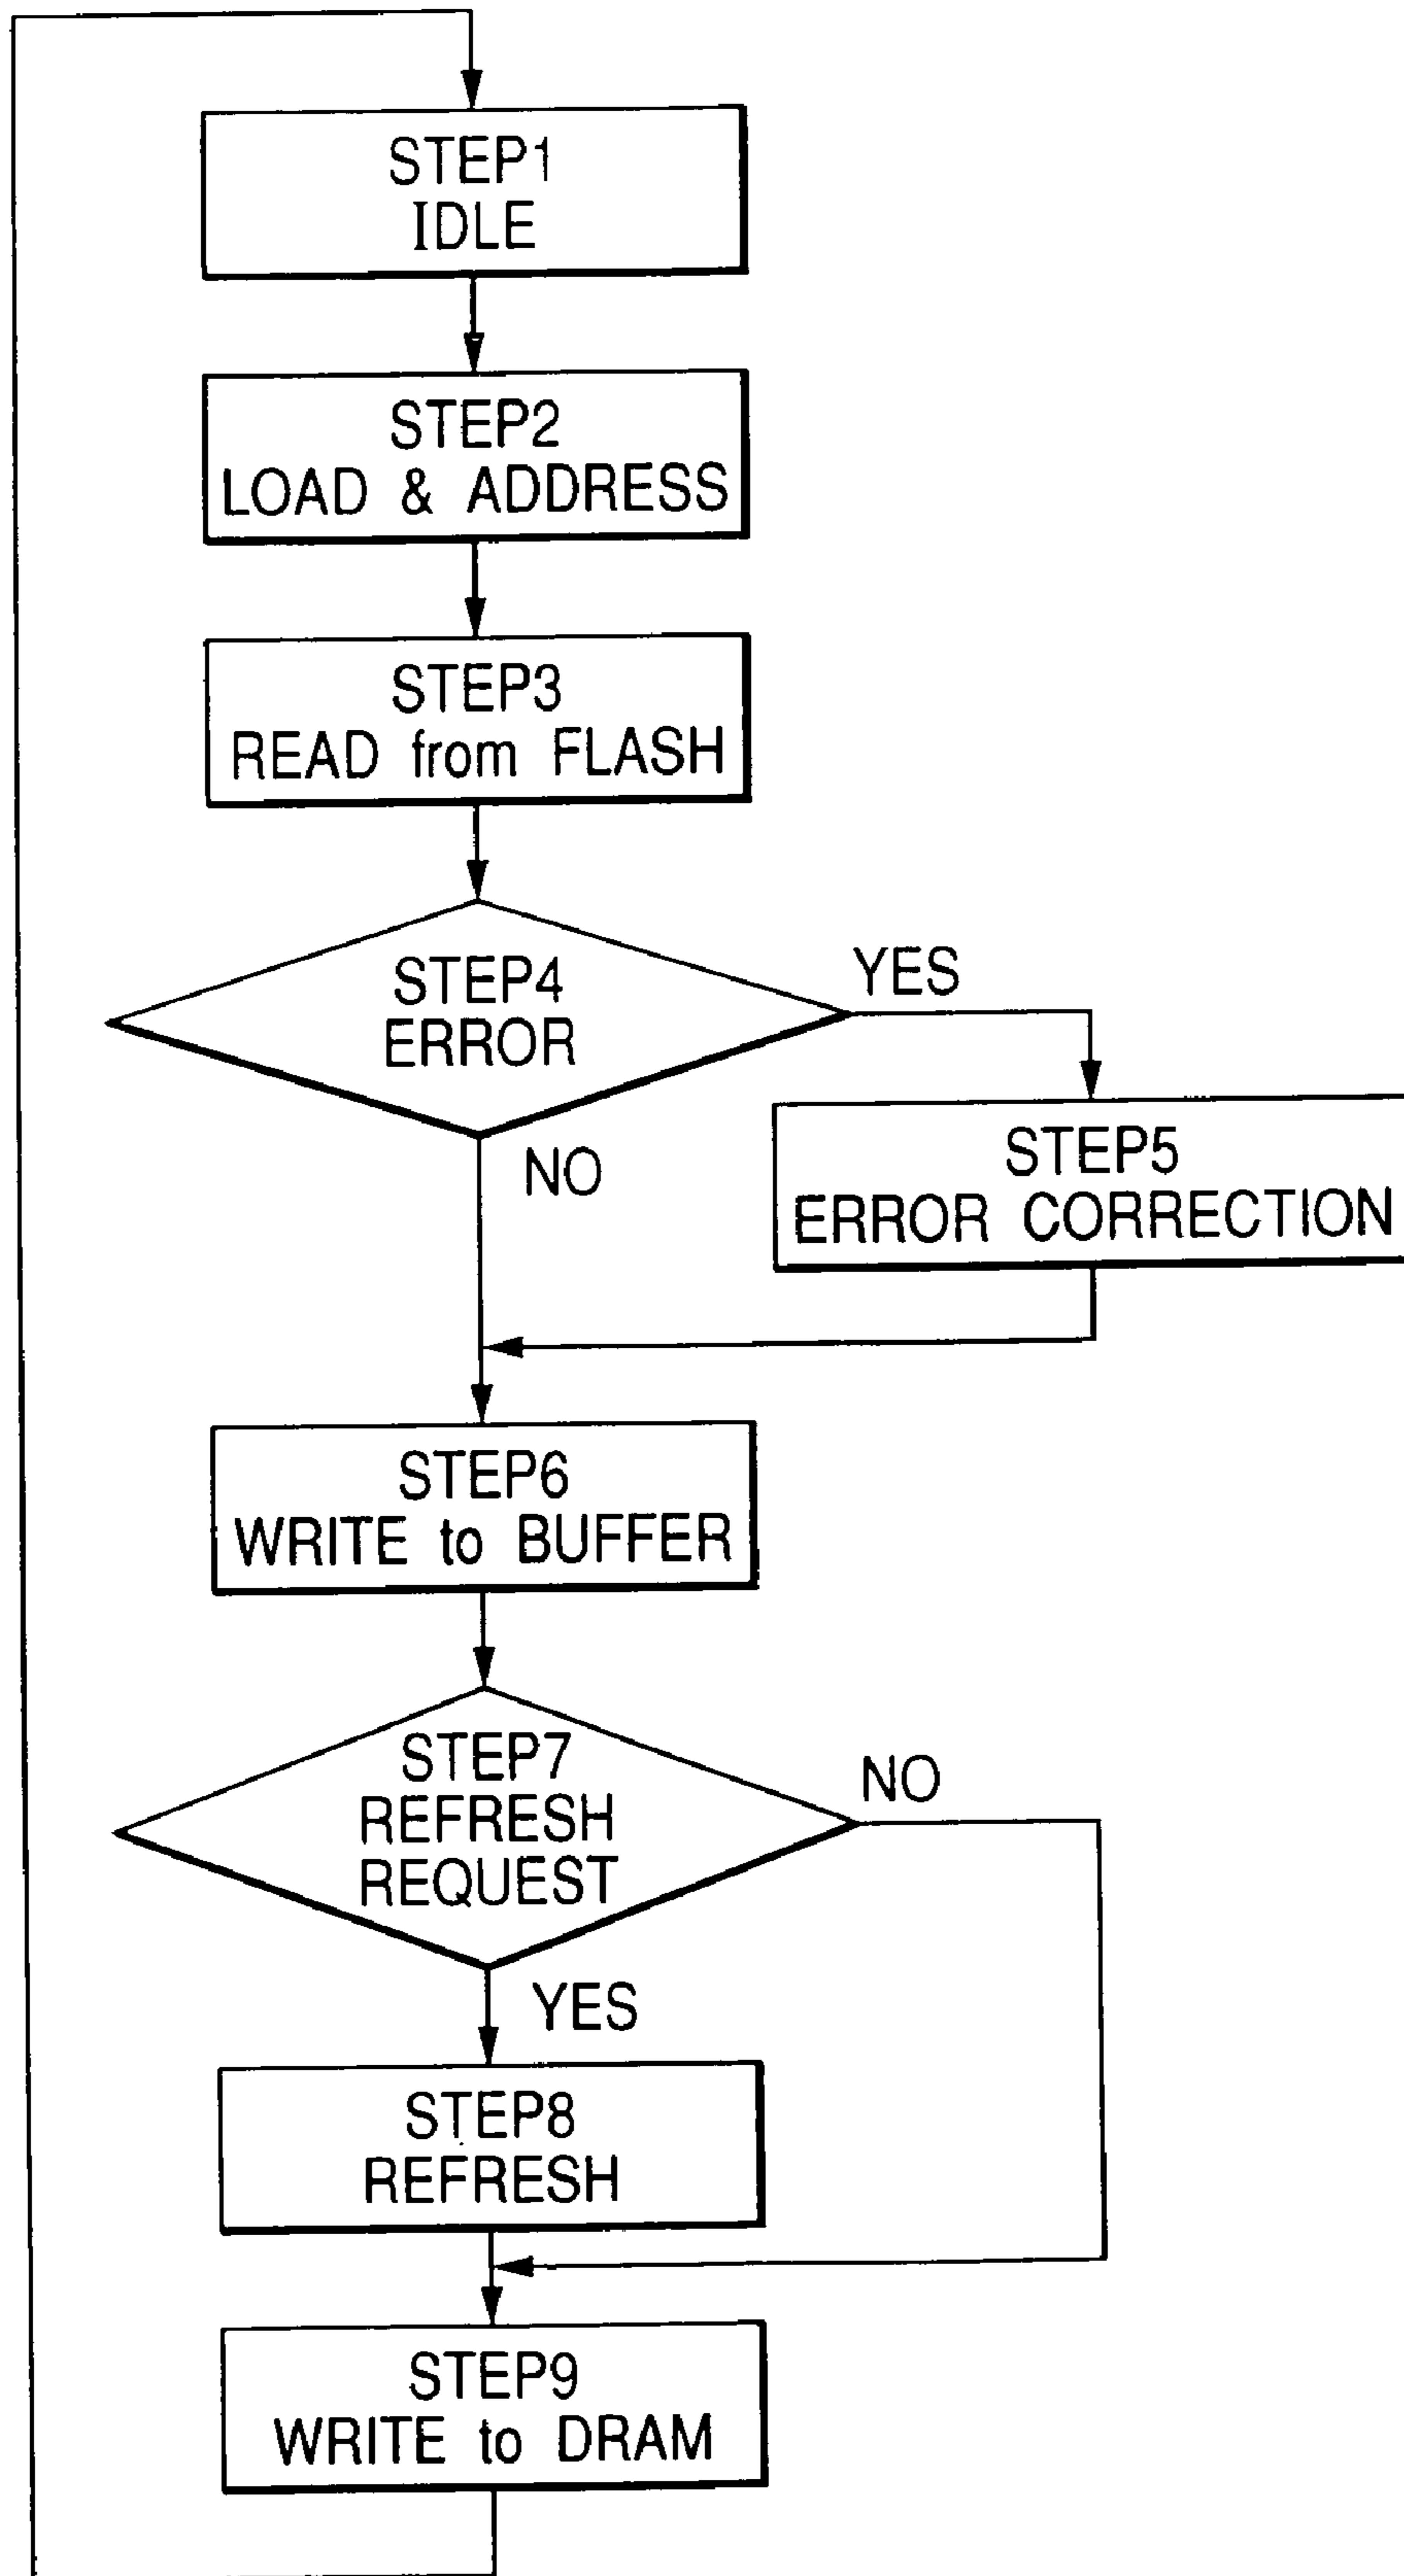 STEP1
IDLE
STEP2
LOAD & ADDRESS
STEP3
READ from FLASH
STEP4
ERROR
YES
NO
STEP5
ERROR CORRECTION
STEP6
WRITE to BUFFER
STEP7
REFRESH
REQUEST
NO
YES
STEP8
REFRESH
STEP9
WRITE to DRAM